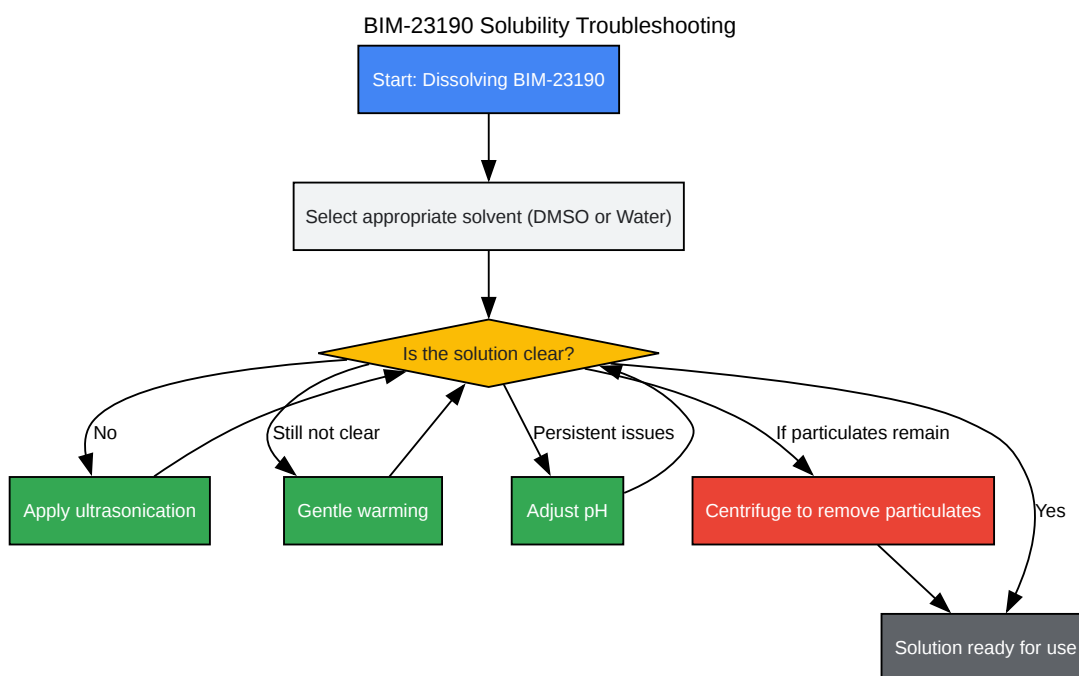 BIM-23190 Solubility Troubleshooting
Start: Dissolving BIM-23190
Select appropriate solvent (DMSO or Water)
Is the solution clear?
No
Still not clear
Persistent issues
If particulates remain
Apply ultrasonication
Gentle warming
Adjust pH
Centrifuge to remove particulates
Yes
Solution ready for use